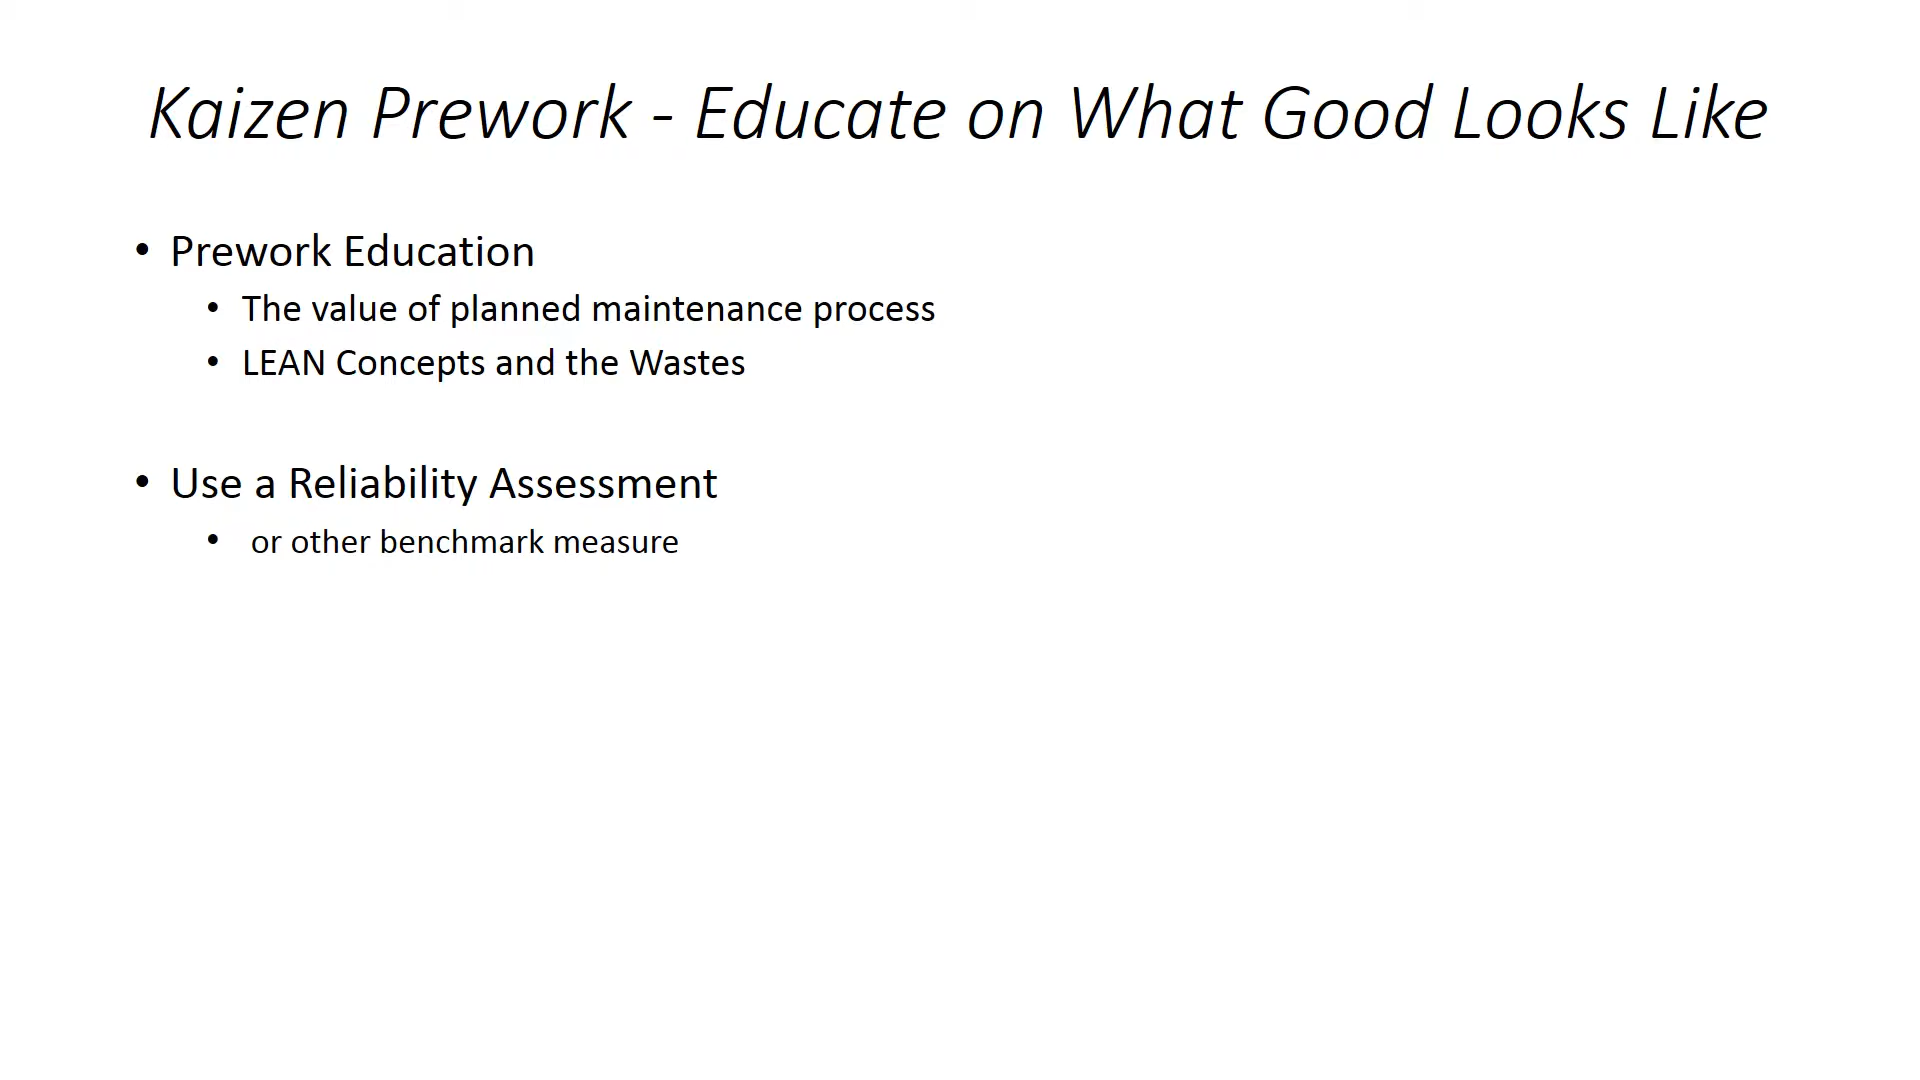 Kaizen Prework - Educate on What Good Looks Like
• Prework Education
• The value of planned maintenance process
• LEAN Concepts and the Wastes
• Use a Reliability Assessment
• or other benchmark measure